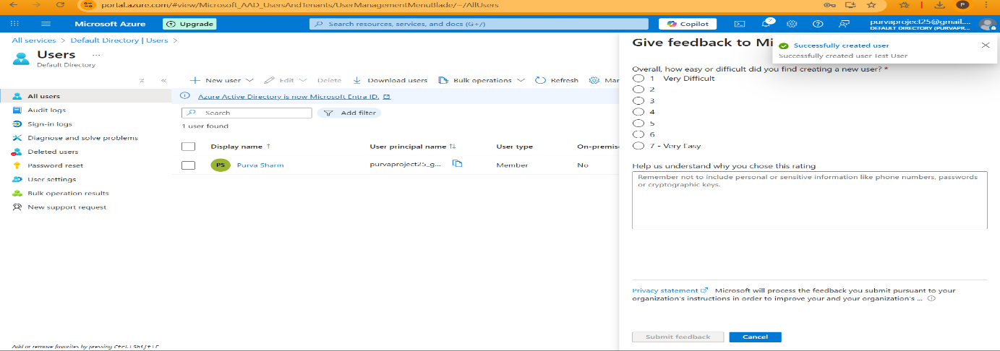 portal.azure.com/#view/Microsoft_AAD_UsersAndTenants/UserManagementMenuBlade/~/AllUsers
P
Microsoft Azure
Upgrade
Search resources, services, and docs (G+/)
Copilot
purvaproject25@gmail....
DEFAULT DIRECTORY (PURVAPR...
All services > Default Directory | Users >
Users ...
Default Directory
New user
Edit
Delete
Download users
Bulk operations
Refresh
Mar
Azure Active Directory is now Microsoft Entra ID.
Search
Add filter
1 user found
Display name ↑
User principal name ↑↓
User type
On-premise
PS
Purva Sharm
purvaproject25_g...
Member
No
All users
Audit logs
Sign-in logs
Diagnose and solve problems
Deleted users
Password reset
User settings
Bulk operation results
New support request
Add or remove favorites by pressing Ctrl+Shift+F
Give feedback to Mi
Successfully created user
Successfully created user Test User
Overall, how easy or difficult did you find creating a new user? *
1 Very Difficult
2
3
4
5
6
7 - Very Easy
Help us understand why you chose this rating
Remember not to include personal or sensitive information like phone numbers, passwords
or cryptographic keys.
Privacy statement Microsoft will process the feedback you submit pursuant to your
organization's instructions in order to improve your and your organization's ...
Submit feedback
Cancel